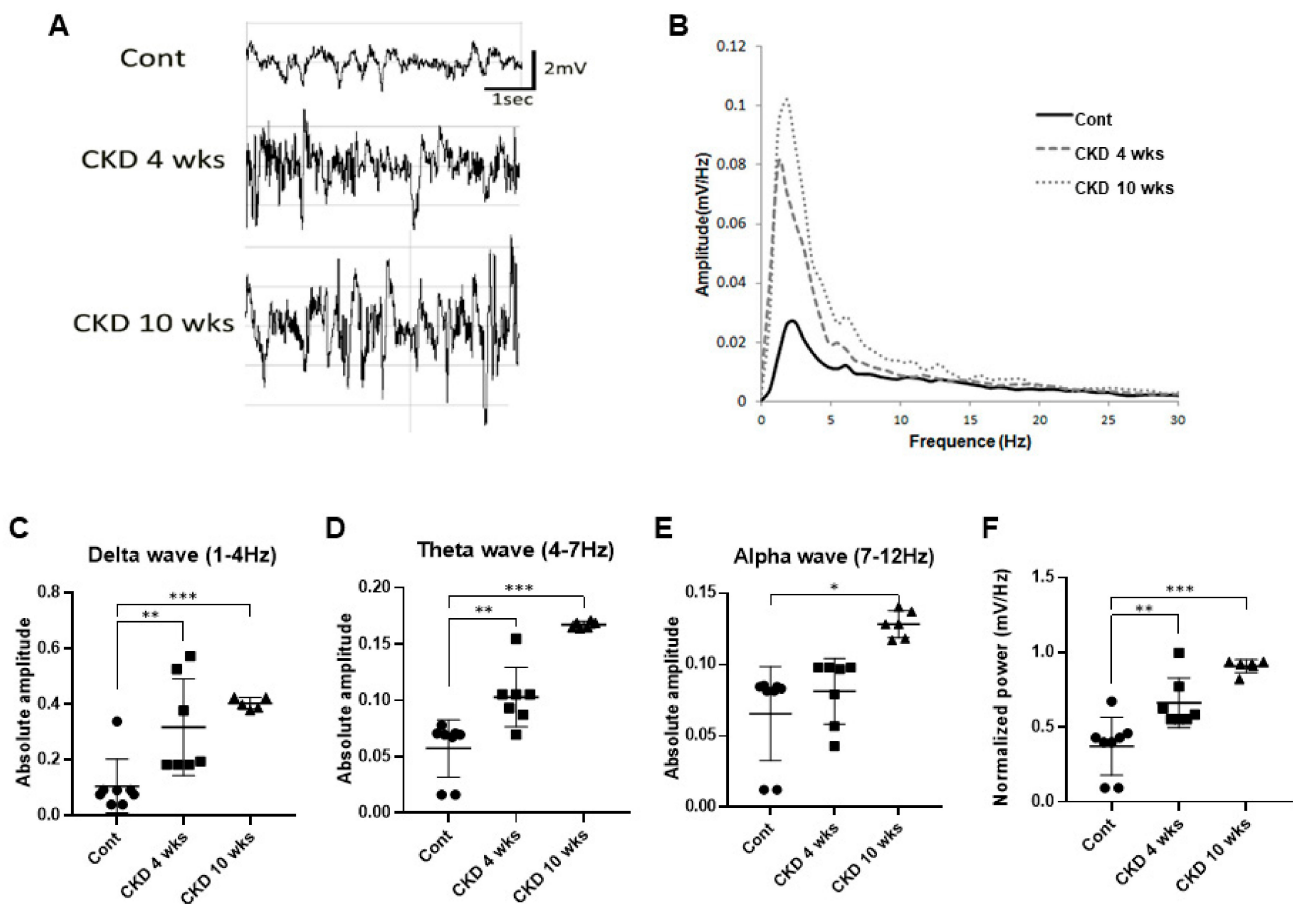 A
Cont
2mV
1sec
CKD 4 wks
CKD 10 wks
B
0.12
0.1
0.08
0.06
0.04
0.02
0
Amplitude(mV/Hz)
0 5 10 15 20 25 30
Frequence (Hz)
Cont
CKD 4 wks
CKD 10 wks
C
Delta wave (1-4Hz)
Absolute amplitude
0.8
0.6
0.4
0.2
0.0
***
**
Cont
CKD 4 wks
CKD 10 wks
D
Theta wave (4-7Hz)
Absolute amplitude
0.20
0.15
0.10
0.05
0.00
***
**
Cont
CKD 4 wks
CKD 10 wks
E
Alpha wave (7-12Hz)
Absolute amplitude
0.15
0.10
0.05
0.00
*
Cont
CKD 4 wks
CKD 10 wks
F
Normalized power (mV/Hz)
1.5
1.0
0.5
0.0
***
**
Cont
CKD 4 wks
CKD 10 wks